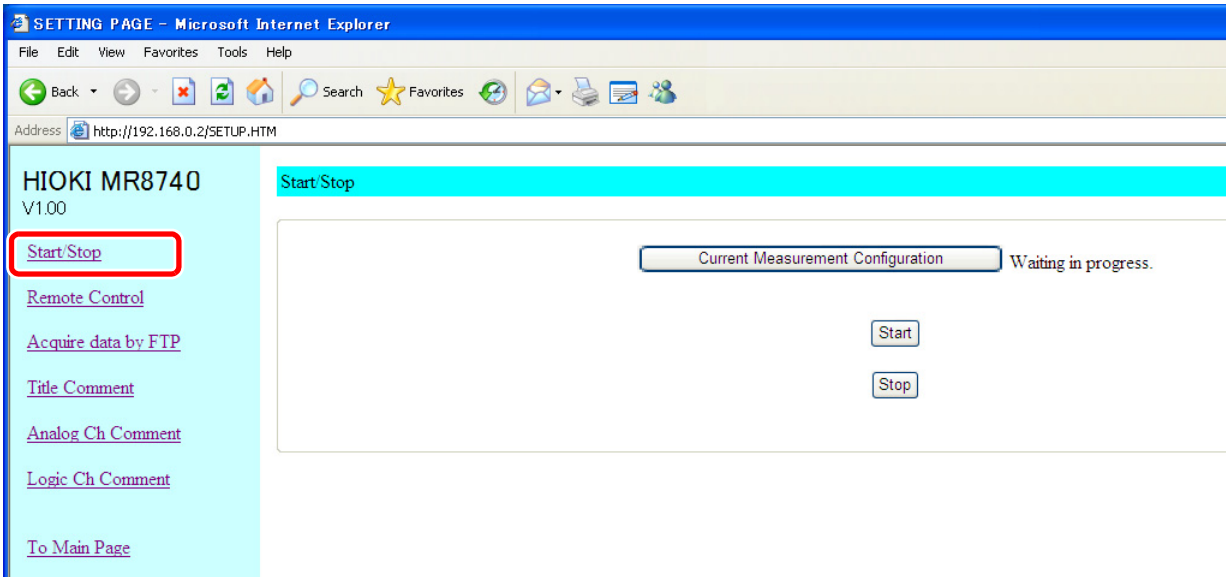 SETTING PAGE - Microsoft Internet Explorer
File Edit View Favorites Tools Help
Back Search Favorites
Address http://192.168.0.2/SETUP.HTM
HIOKI MR8740
V1.00
Start/Stop
Remote Control
Acquire data by FTP
Title Comment
Analog Ch Comment
Logic Ch Comment
To Main Page
Start/Stop
Current Measurement Configuration Waiting in progress.
Start
Stop